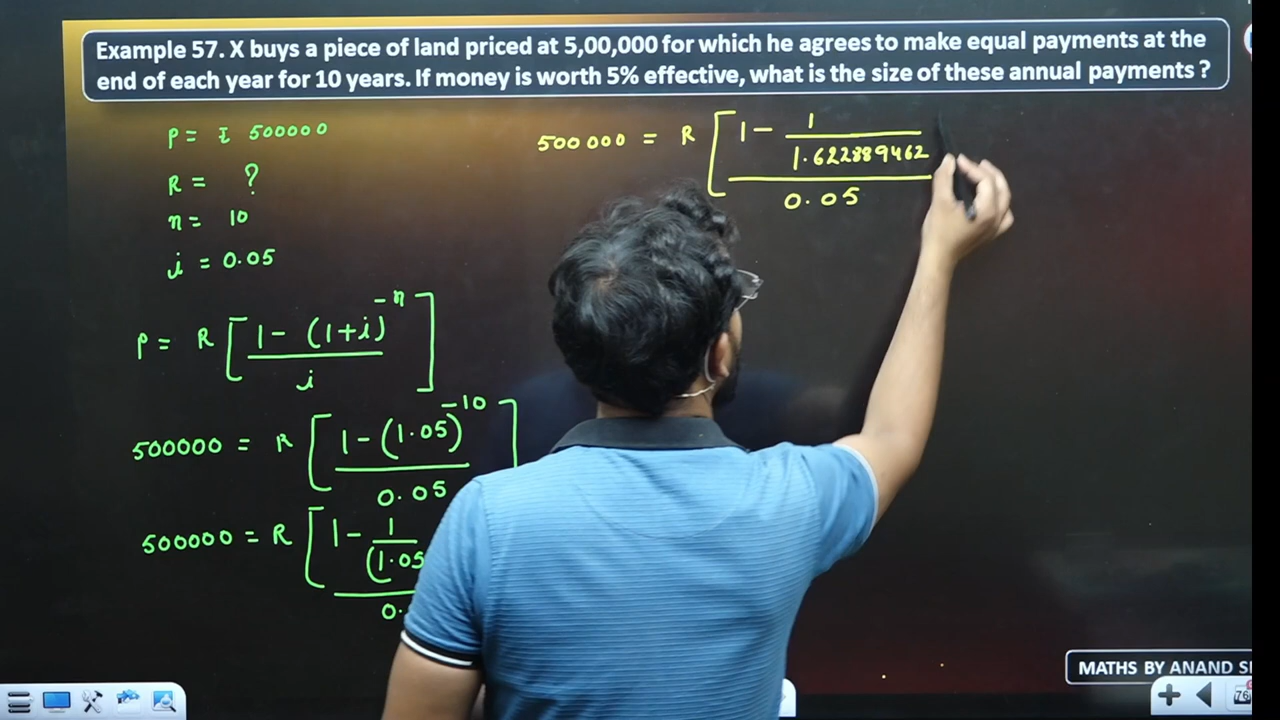 Example 57. X buys a piece of land priced at 5,00,000 for which he agrees to make equal payments at the
end of each year for 10 years. If money is worth 5% effective, what is the size of these annual payments ?
P = ₹ 500000
R = ?
n = 10
i = 0.05
P = R [ 1 - (1+i)^-n / i ]
500000 = R [ 1 - (1.05)^-10 / 0.05 ]
500000 = R [ 1 - 1 / (1.05 / 0.
500000 = R [ 1 - 1 / 1.622889462 / 0.05
MATHS BY ANAND